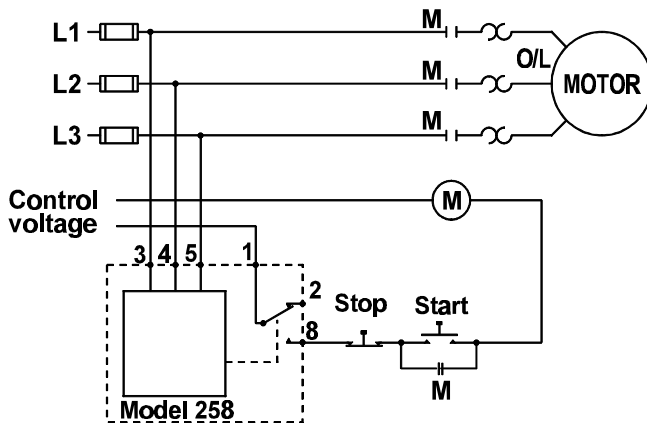 L1
M
L2
M
O/L
MOTOR
L3
M
Control
voltage
M
3 4 5 1
2
Stop
Start
8
M
Model 258